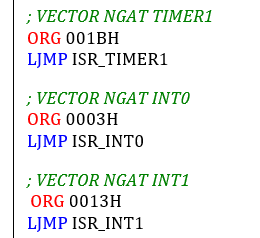 ; VECTOR NGAT TIMER1
ORG 001BH
LJMP ISR_TIMER1
; VECTOR NGAT INT0
ORG 0003H
LJMP ISR_INT0
; VECTOR NGAT INT1
ORG 0013H
LJMP ISR_INT1